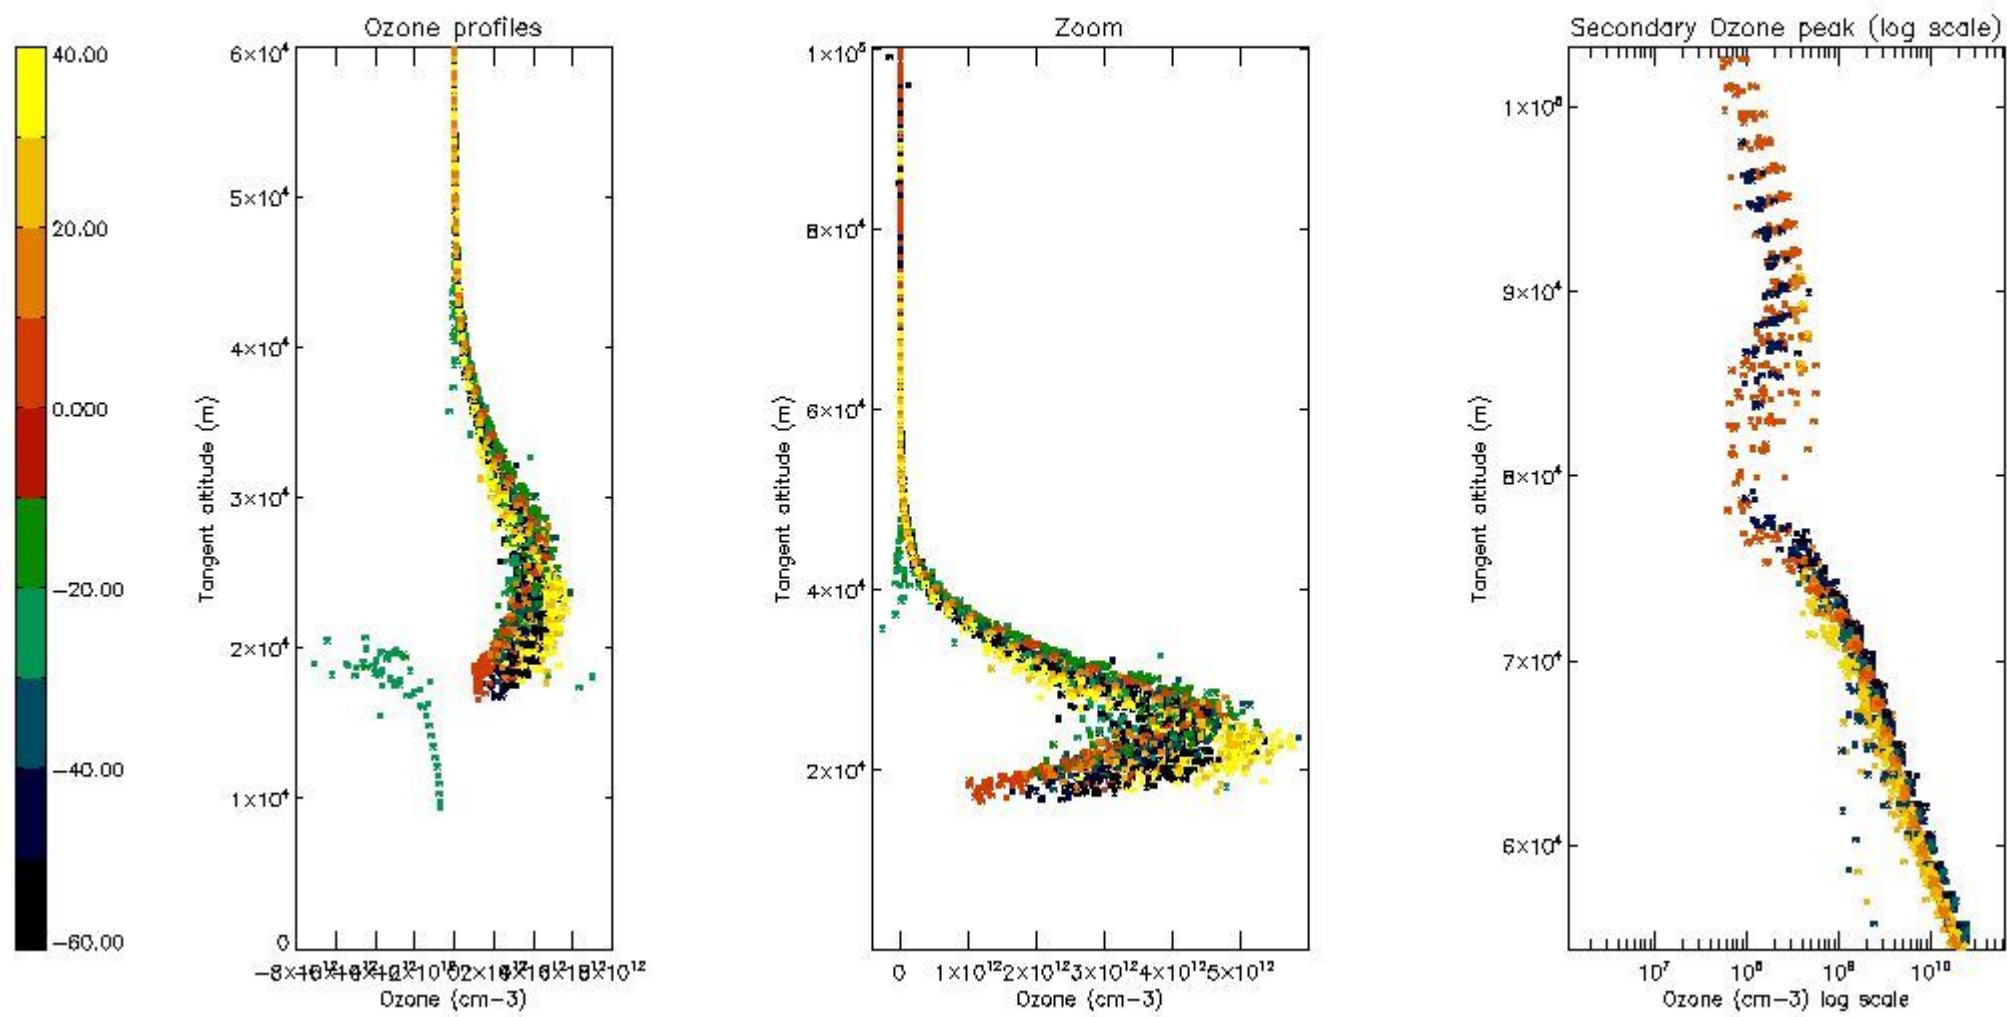 Ozone profiles
Zoom
Secondary Ozone peak (log scale)
40.00
20.00
0.000
−20.00
−40.00
−60.00
Tangent altitude (m)
6×10⁴
5×10⁴
4×10⁴
3×10⁴
2×10⁴
1×10⁴
0
Ozone (cm−3)
Tangent altitude (m)
1×10⁵
8×10⁴
6×10⁴
4×10⁴
2×10⁴
0 1×10¹² 2×10¹² 3×10¹² 4×10¹² 5×10¹²
Ozone (cm−3)
Tangent altitude (m)
9×10⁴
8×10⁴
7×10⁴
6×10⁴
10⁷ 10⁸ 10⁹ 10¹⁰
Ozone (cm−3) log scale